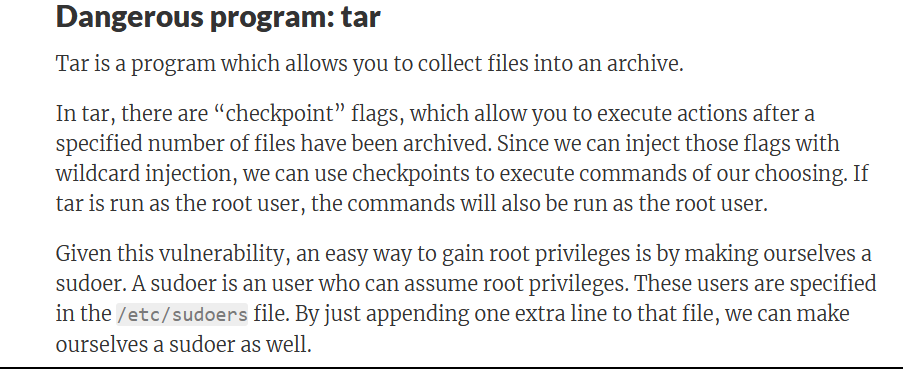 Dangerous program: tar
Tar is a program which allows you to collect files into an archive.
In tar, there are “checkpoint” flags, which allow you to execute actions after a
specified number of files have been archived. Since we can inject those flags with
wildcard injection, we can use checkpoints to execute commands of our choosing. If
tar is run as the root user, the commands will also be run as the root user.
Given this vulnerability, an easy way to gain root privileges is by making ourselves a
sudoer. A sudoer is an user who can assume root privileges. These users are specified
in the /etc/sudoers file. By just appending one extra line to that file, we can make
ourselves a sudoer as well.